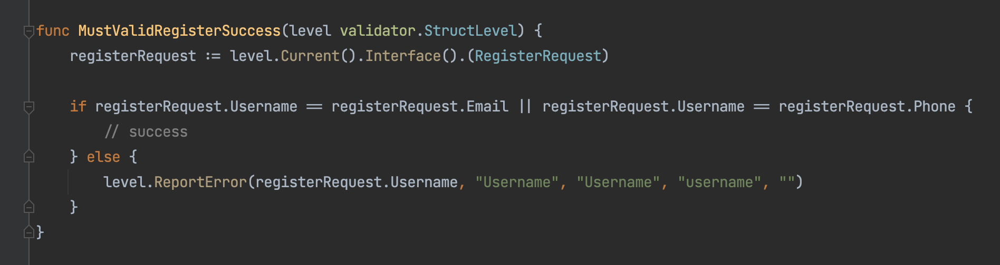 func MustValidRegisterSuccess(level validator.StructLevel) {
registerRequest := level.Current().Interface().(RegisterRequest)
if registerRequest.Username == registerRequest.Email || registerRequest.Username == registerRequest.Phone {
// success
} else {
level.ReportError(registerRequest.Username, "Username", "Username", "username", "")
}
}